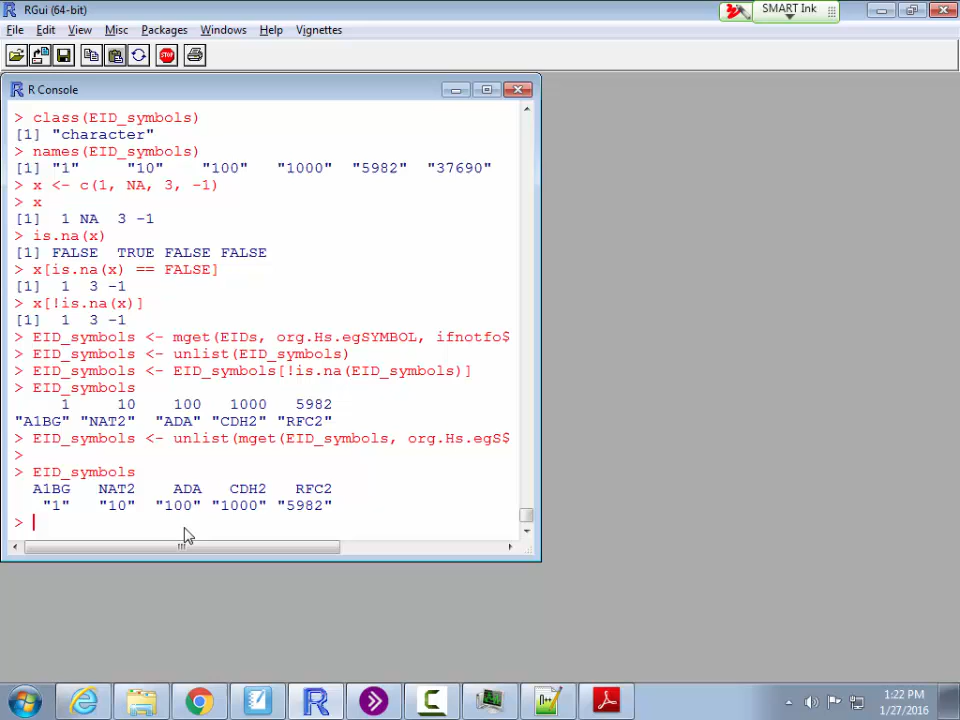 RGui (64-bit)
SMART Ink
File Edit View Misc Packages Windows Help Vignettes
STOP
R Console
> class(EID_symbols)
[1] "character"
> names(EID_symbols)
[1] "1"     "10"    "100"   "1000"  "5982"  "37690"
> x <- c(1, NA, 3, -1)
> x
[1]  1 NA  3 -1
> is.na(x)
[1] FALSE  TRUE FALSE FALSE
> x[is.na(x) == FALSE]
[1]  1  3 -1
> x[!is.na(x)]
[1]  1  3 -1
> EID_symbols <- mget(EIDs, org.Hs.egSYMBOL, ifnotfo$
> EID_symbols <- unlist(EID_symbols)
> EID_symbols <- EID_symbols[!is.na(EID_symbols)]
> EID_symbols
     1     10    100   1000   5982
"A1BG" "NAT2"  "ADA" "CDH2" "RFC2"
> EID_symbols <- unlist(mget(EID_symbols, org.Hs.egS$
>
> EID_symbols
  A1BG   NAT2    ADA   CDH2   RFC2
   "1"   "10"  "100" "1000" "5982"
>
1:22 PM
1/27/2016